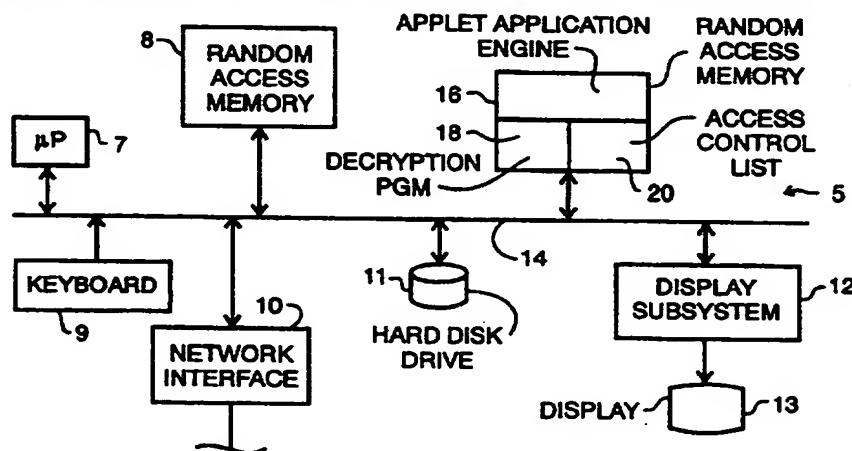 8
RANDOM
ACCESS
MEMORY
APPLET APPLICATION
ENGINE
RANDOM
ACCESS
MEMORY
16
18
ACCESS
CONTROL
LIST
DECRYPTION
PGM
20
5
μP
7
14
KEYBOARD
9
10
NETWORK
INTERFACE
11
HARD DISK
DRIVE
DISPLAY
SUBSYSTEM
12
DISPLAY
13